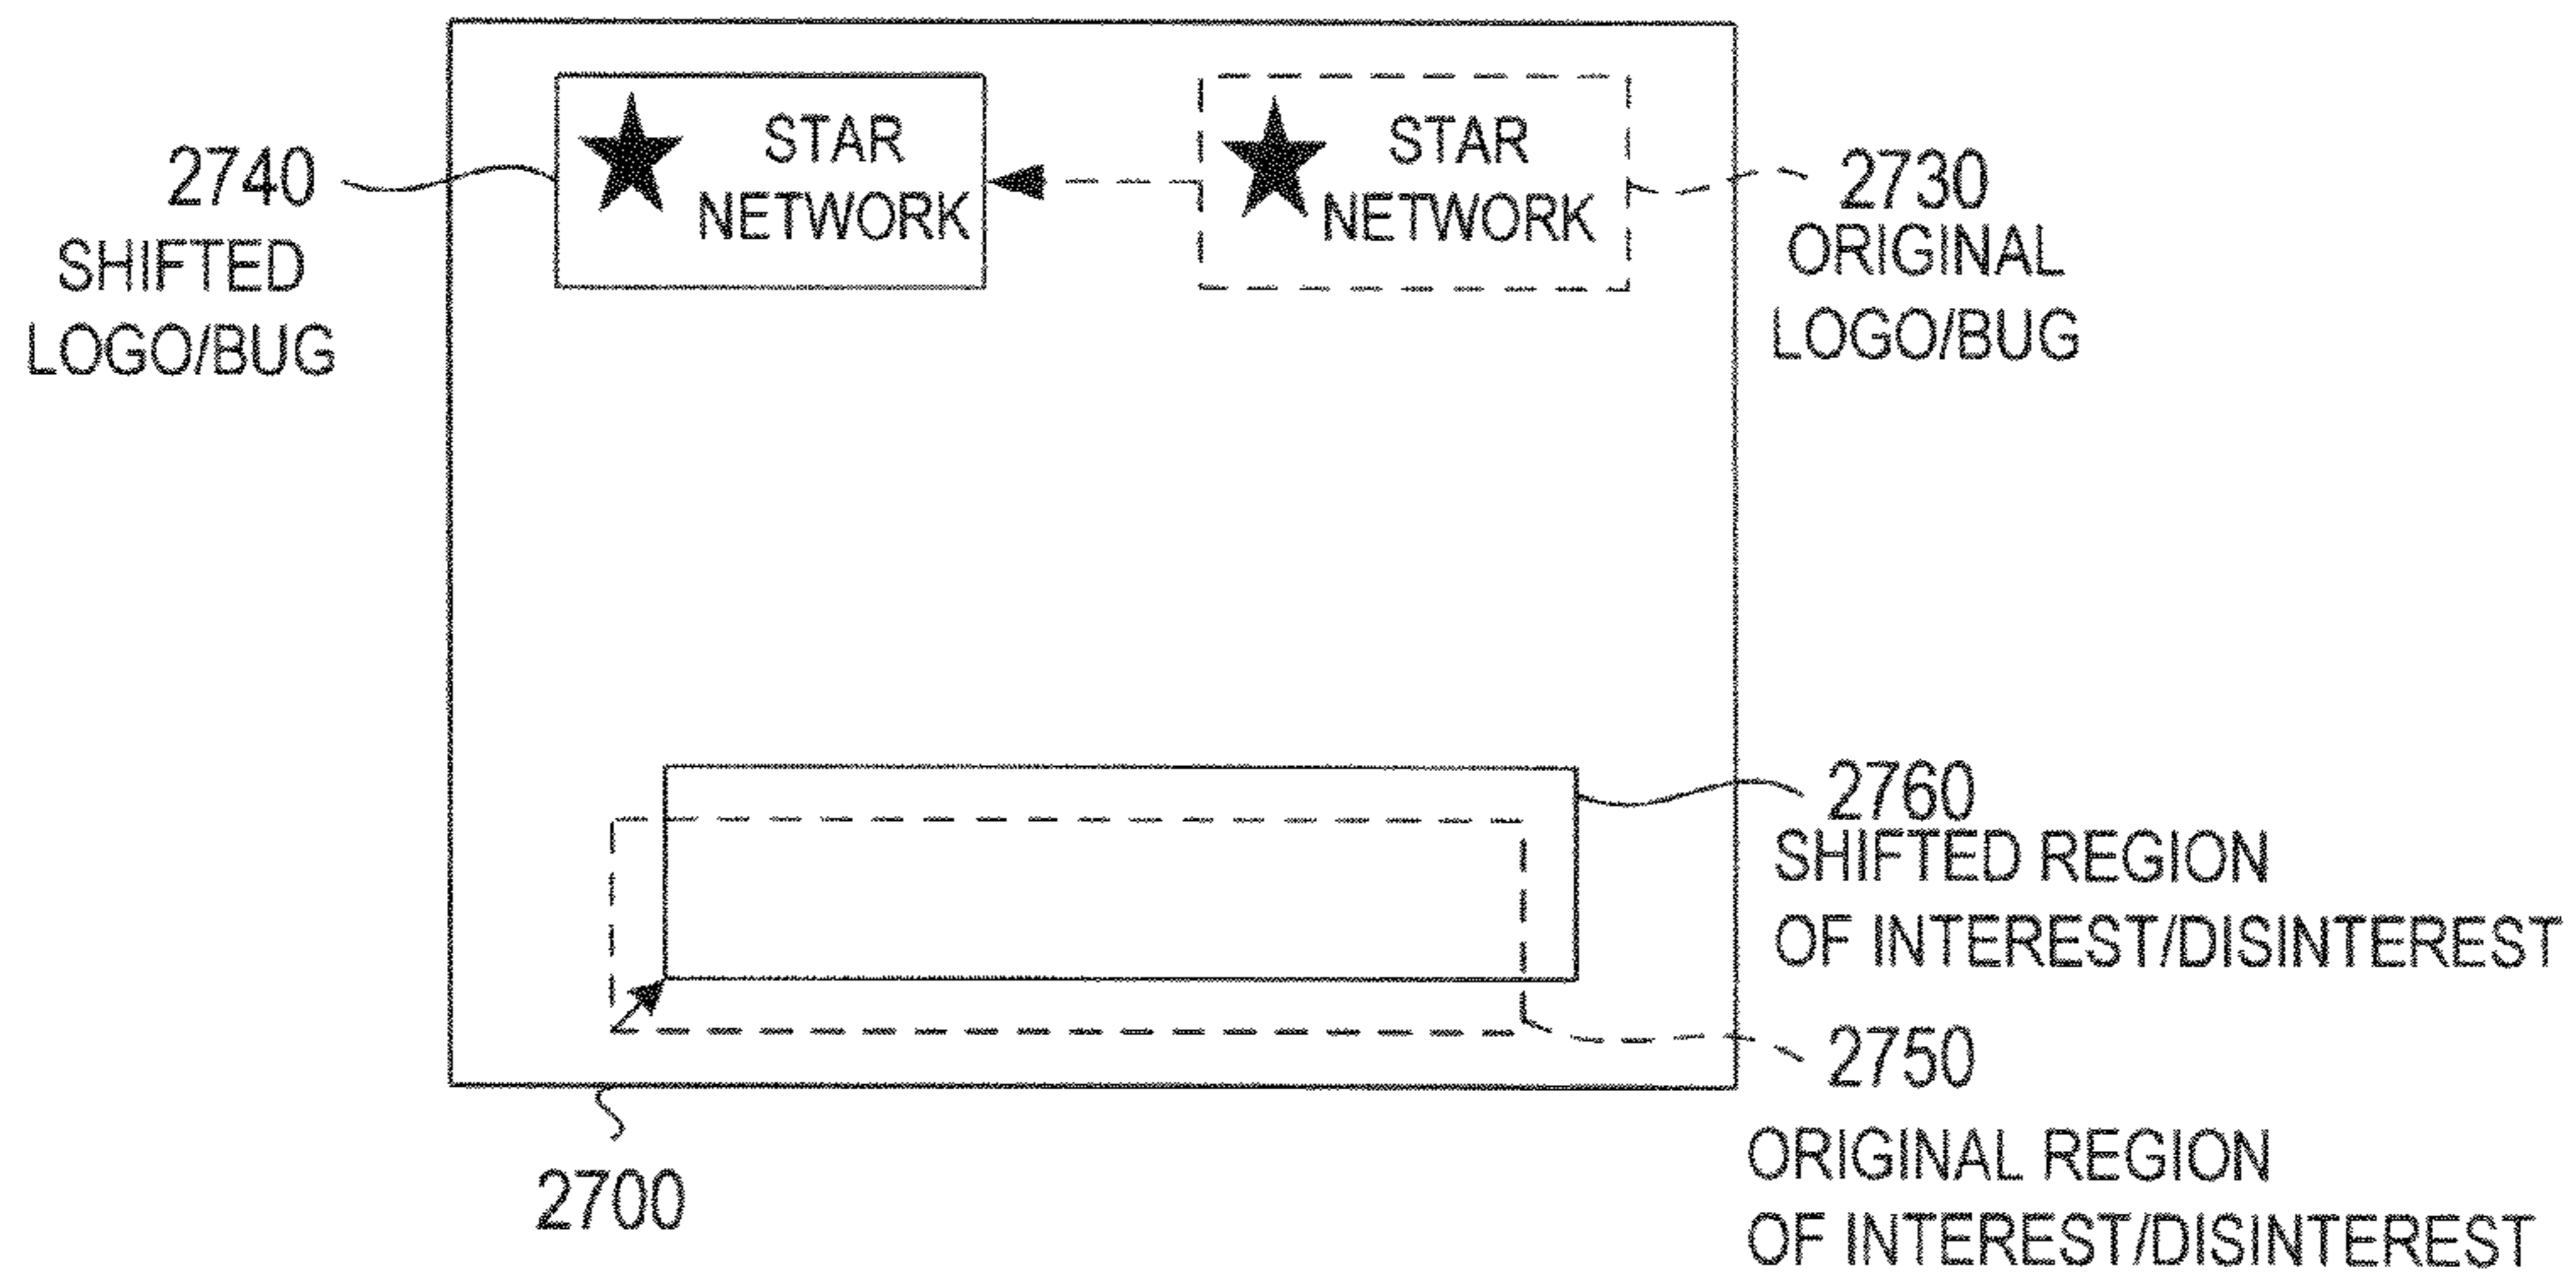 STAR
NETWORK
STAR
NETWORK
2740
SHIFTED
LOGO/BUG
2730
ORIGINAL
LOGO/BUG
2760
SHIFTED REGION
OF INTEREST/DISINTEREST
2750
ORIGINAL REGION
OF INTEREST/DISINTEREST
2700